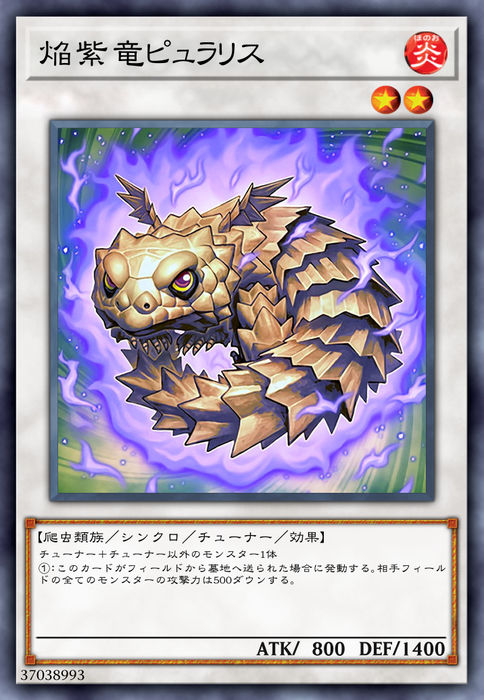 焔紫竜ピュラリス
ほのお
炎
【爬虫類族／シンクロ／チューナー／効果】
チューナー＋チューナー以外のモンスター1体
①：このカードがフィールドから墓地へ送られた場合に発動する。相手フィール
ドの全てのモンスターの攻撃力は500ダウンする。
ATK/ 800 DEF/1400
37038993